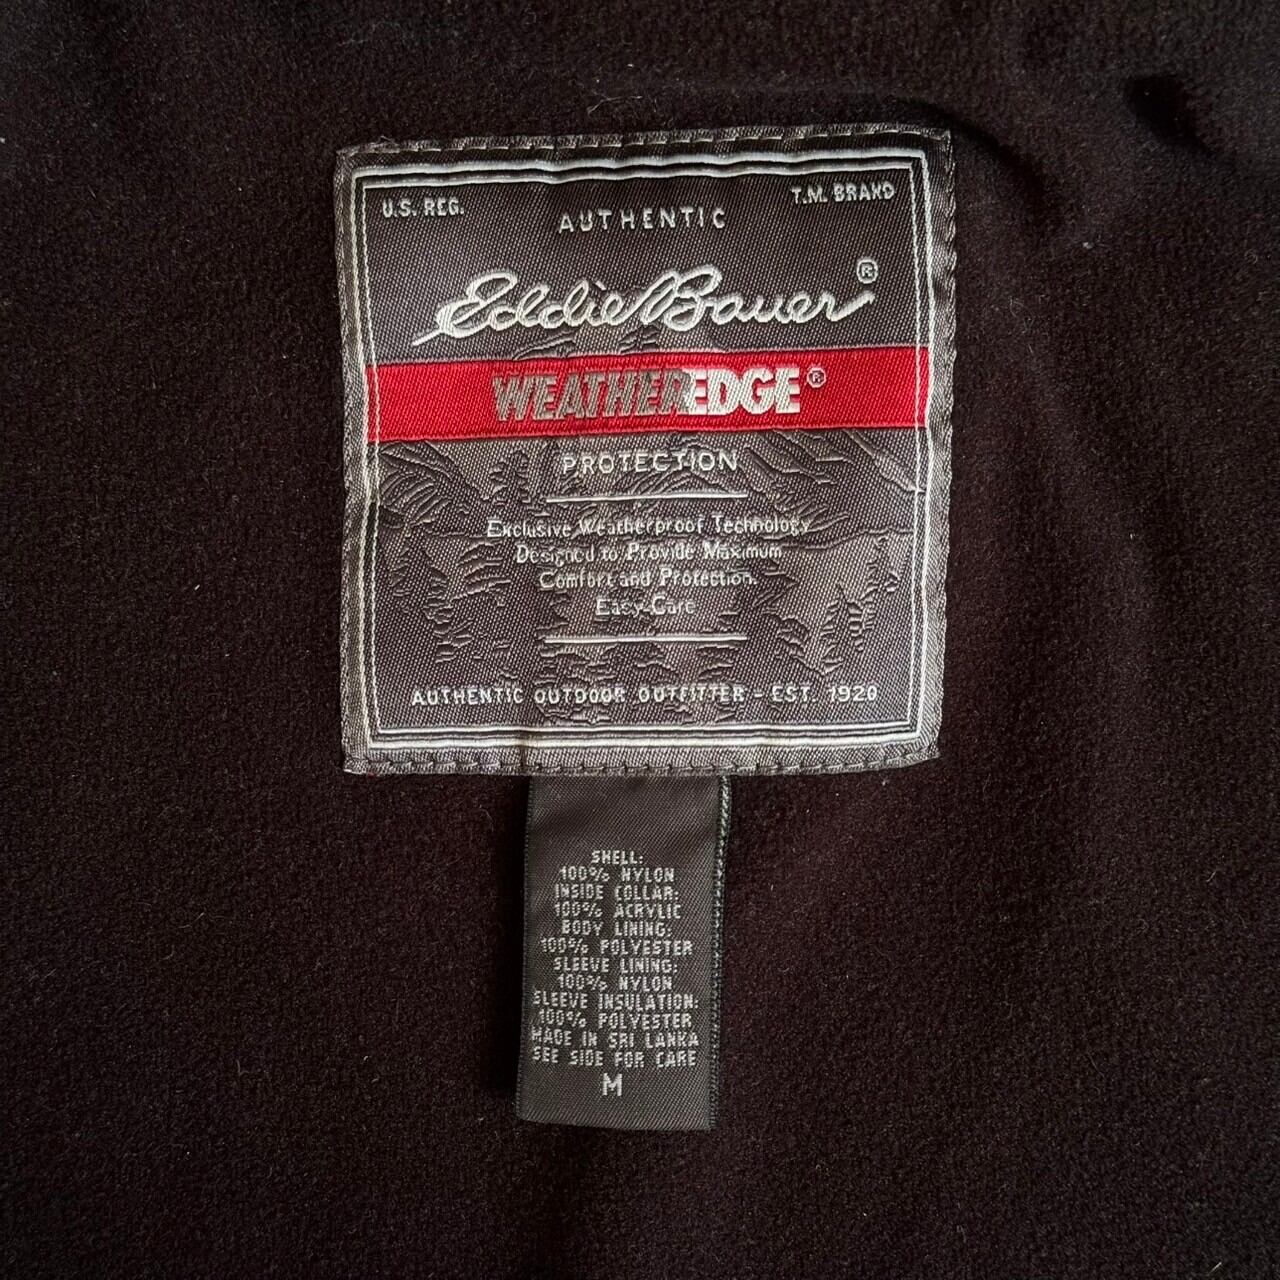 U.S. REG.
T.M. BRAND
AUTHENTIC
Eddie Bauer®
WEATHEREDGE®
PROTECTION
Exclusive Weatherproof Technology
Designed to Provide Maximum
Comfort and Protection.
Easy Care
AUTHENTIC OUTDOOR OUTFITTER - EST. 1920
SHELL:
100% NYLON
INSIDE COLLAR:
100% ACRYLIC
BODY LINING:
100% POLYESTER
SLEEVE LINING:
100% NYLON
SLEEVE INSULATION:
100% POLYESTER
MADE IN SRI LANKA
SEE SIDE FOR CARE
M